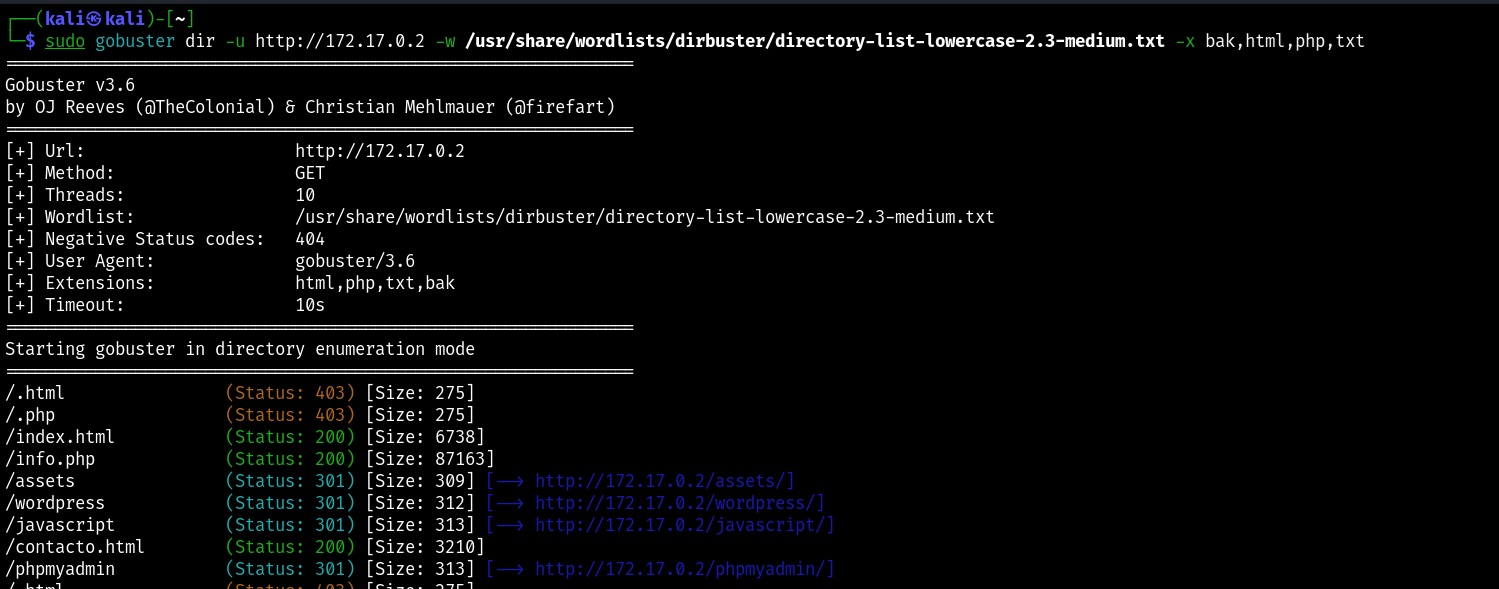 ┌──(kali㉿kali)-[~]
└─$ sudo gobuster dir -u http://172.17.0.2 -w /usr/share/wordlists/dirbuster/directory-list-lowercase-2.3-medium.txt -x bak,html,php,txt
===============================================================
Gobuster v3.6
by OJ Reeves (@TheColonial) & Christian Mehlmauer (@firefart)
===============================================================
[+] Url:                     http://172.17.0.2
[+] Method:                  GET
[+] Threads:                 10
[+] Wordlist:                /usr/share/wordlists/dirbuster/directory-list-lowercase-2.3-medium.txt
[+] Negative Status codes:   404
[+] User Agent:              gobuster/3.6
[+] Extensions:              html,php,txt,bak
[+] Timeout:                 10s
===============================================================
Starting gobuster in directory enumeration mode
===============================================================
/.html                (Status: 403) [Size: 275]
/.php                 (Status: 403) [Size: 275]
/index.html           (Status: 200) [Size: 6738]
/info.php             (Status: 200) [Size: 87163]
/assets               (Status: 301) [Size: 309] [--> http://172.17.0.2/assets/]
/wordpress            (Status: 301) [Size: 312] [--> http://172.17.0.2/wordpress/]
/javascript           (Status: 301) [Size: 313] [--> http://172.17.0.2/javascript/]
/contacto.html        (Status: 200) [Size: 3210]
/phpmyadmin           (Status: 301) [Size: 313] [--> http://172.17.0.2/phpmyadmin/]
/.html                (Status: 403) [Size: 275]